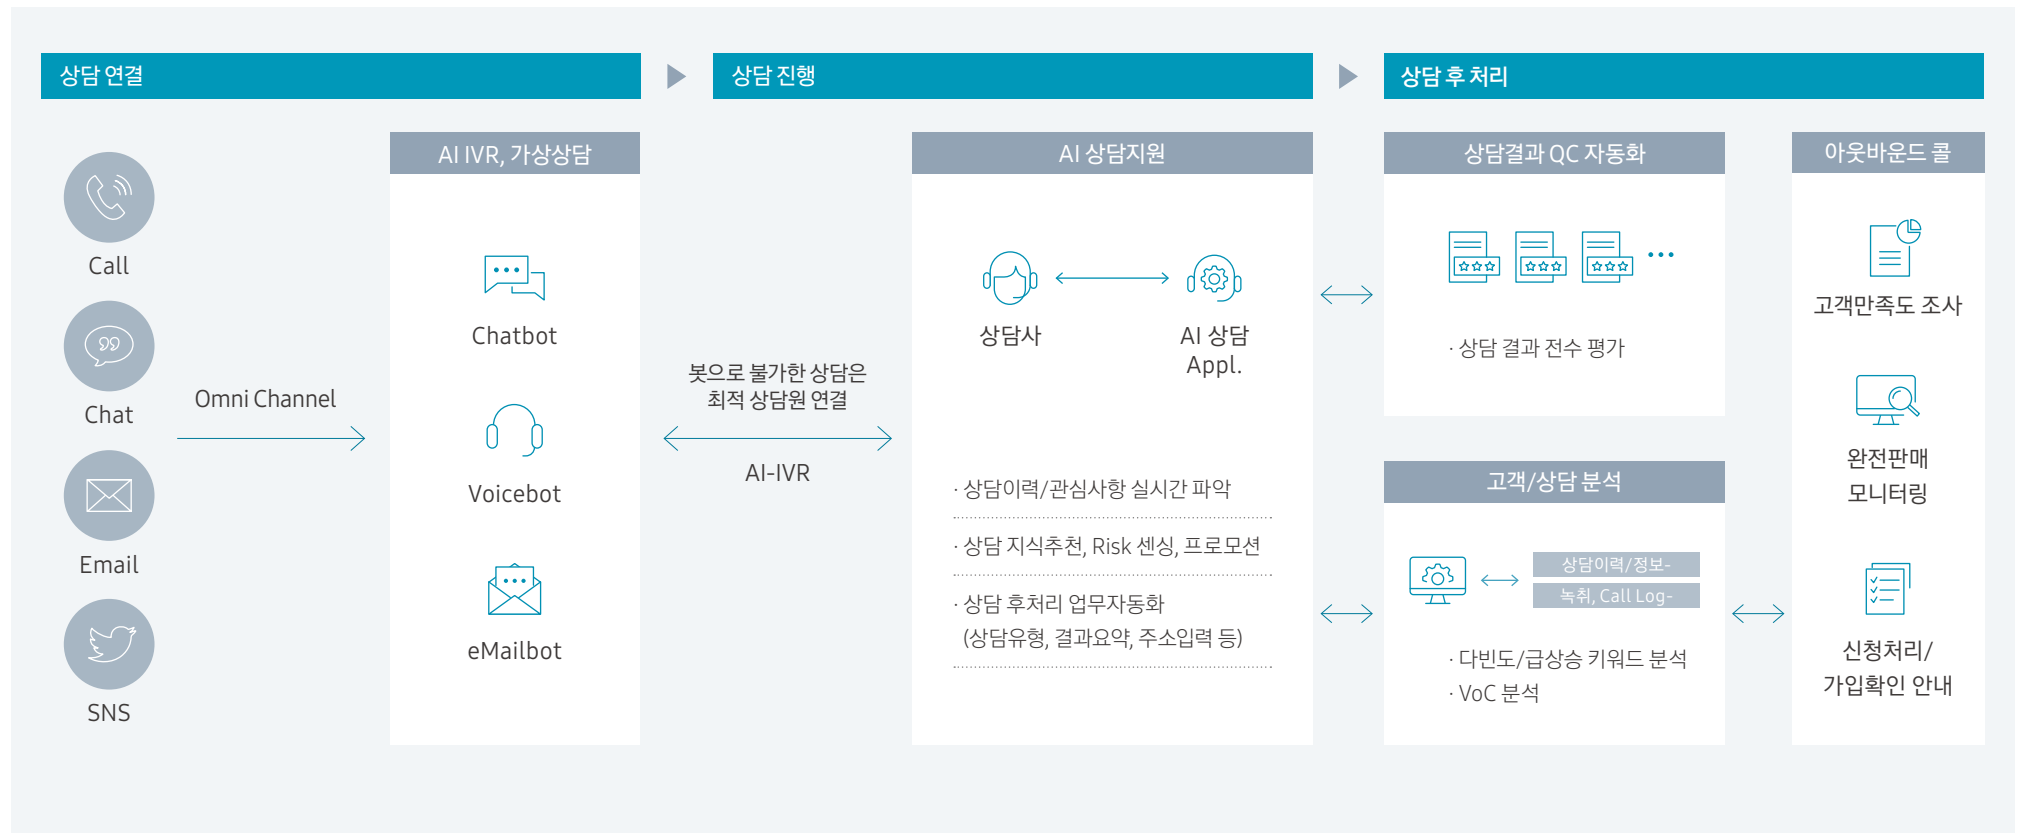 상담 연결
상담 진행
상담 후 처리
Call
Chat
Email
SNS
Omni Channel
AI IVR, 가상상담
Chatbot
Voicebot
eMailbot
봇으로 불가한 상담은
최적 상담원 연결
AI-IVR
AI 상담지원
상담사
AI 상담
Appl.
· 상담이력/관심사항 실시간 파악
· 상담 지식추천, Risk 센싱, 프로모션
· 상담 후처리 업무자동화
(상담유형, 결과요약, 주소입력 등)
상담결과 QC 자동화
· 상담 결과 전수 평가
고객/상담 분석
상담이력/정보-
녹취, Call Log-
· 다빈도/급상승 키워드 분석
· VoC 분석
아웃바운드 콜
고객만족도 조사
완전판매
모니터링
신청처리/
가입확인 안내